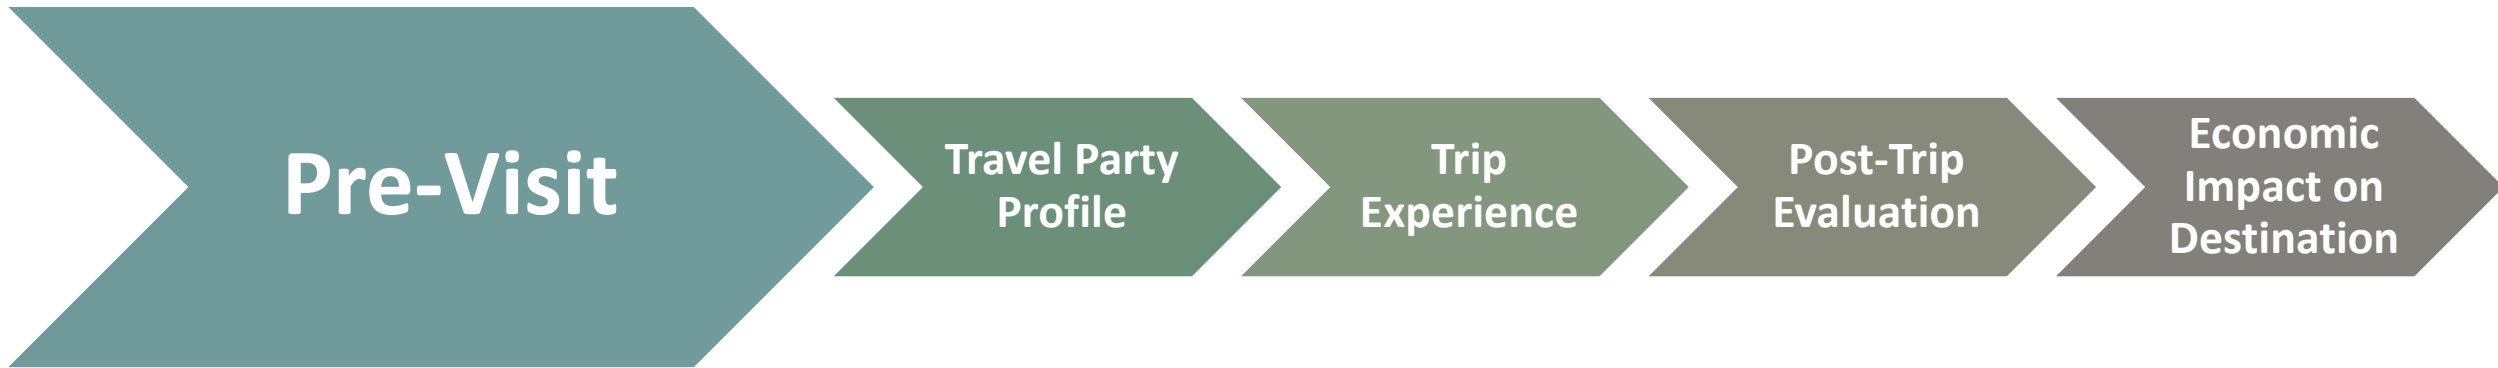 Pre-Visit
Travel Party
Profile
Trip
Experience
Post-Trip
Evaluation
Economic
Impact on
Destination